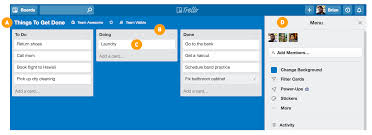 Boards
Trello
Brian
A
Things To Get Done
Team Awesome
Team Visible
D
Menu
To Do
Return shoes
Call mom
Book flight to Hawaii
Pick up dry cleaning
Add a card...
B
Doing
Laundry
C
Add a card...
Done
Go to the bank
Get a haircut
Schedule band practice
Fix bathroom cabinet
Add a card...
Add Members...
Change Background
Filter Cards
Power-Ups
Stickers
More
Activity